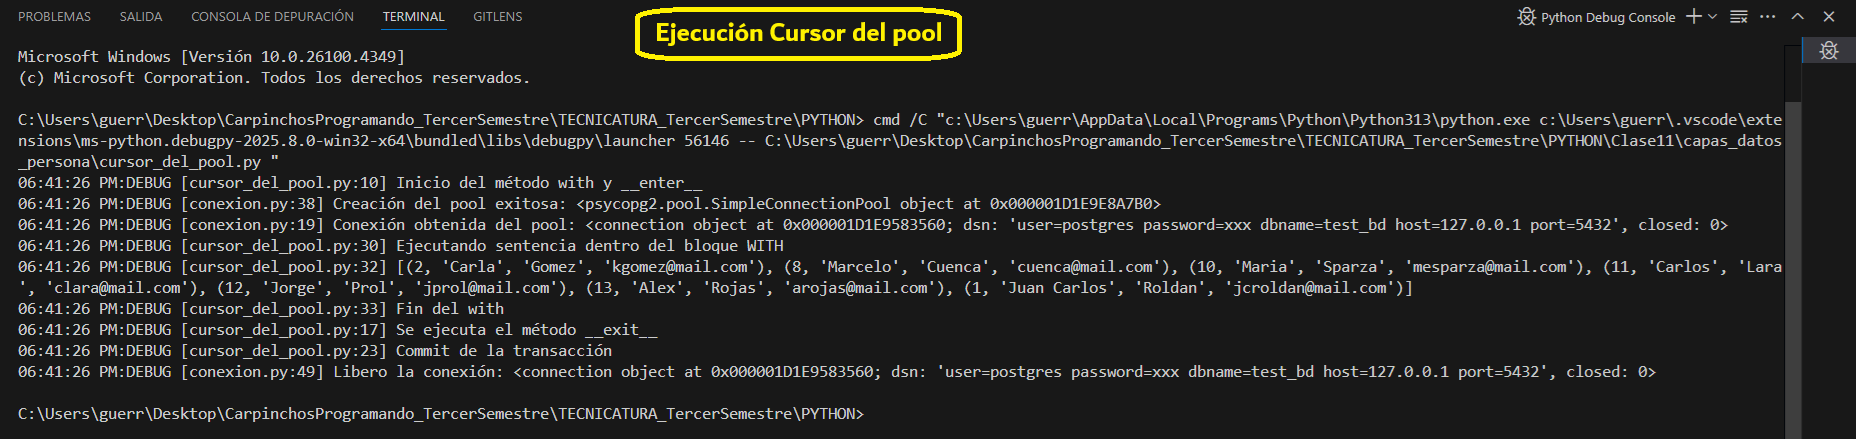 PROBLEMAS SALIDA CONSOLA DE DEPURACIÓN TERMINAL GITLENS
Python Debug Console
Ejecución Cursor del pool
Microsoft Windows [Versión 10.0.26100.4349]
(c) Microsoft Corporation. Todos los derechos reservados.
C:\Users\guerr\Desktop\CarpinchosProgramando_TercerSemestre\TECNICATURA_TercerSemestre\PYTHON> cmd /C "c:\Users\guerr\AppData\Local\Programs\Python\Python313\python.exe c:\Users\guerr\.vscode\exte
nsions\ms-python.debugpy-2025.8.0-win32-x64\bundled\libs\debugpy\launcher 56146 -- C:\Users\guerr\Desktop\CarpinchosProgramando_TercerSemestre\TECNICATURA_TercerSemestre\PYTHON\Clase11\capas_datos
_persona\cursor_del_pool.py "
06:41:26 PM:DEBUG [cursor_del_pool.py:10] Inicio del método with y __enter__
06:41:26 PM:DEBUG [conexion.py:38] Creación del pool exitosa: <psycopg2.pool.SimpleConnectionPool object at 0x000001D1E9E8A7B0>
06:41:26 PM:DEBUG [conexion.py:19] Conexión obtenida del pool: <connection object at 0x000001D1E9583560; dsn: 'user=postgres password=xxx dbname=test_bd host=127.0.0.1 port=5432', closed: 0>
06:41:26 PM:DEBUG [cursor_del_pool.py:30] Ejecutando sentencia dentro del bloque WITH
06:41:26 PM:DEBUG [cursor_del_pool.py:32] [(2, 'Carla', 'Gomez', 'kgomez@mail.com'), (8, 'Marcelo', 'Cuenca', 'cuenca@mail.com'), (10, 'Maria', 'Sparza', 'mesparza@mail.com'), (11, 'Carlos', 'Lara
', 'clara@mail.com'), (12, 'Jorge', 'Prol', 'jprol@mail.com'), (13, 'Alex', 'Rojas', 'arojas@mail.com'), (1, 'Juan Carlos', 'Roldan', 'jcroldan@mail.com')]
06:41:26 PM:DEBUG [cursor_del_pool.py:33] Fin del with
06:41:26 PM:DEBUG [cursor_del_pool.py:17] Se ejecuta el método __exit__
06:41:26 PM:DEBUG [cursor_del_pool.py:23] Commit de la transacción
06:41:26 PM:DEBUG [conexion.py:49] Libero la conexión: <connection object at 0x000001D1E9583560; dsn: 'user=postgres password=xxx dbname=test_bd host=127.0.0.1 port=5432', closed: 0>
C:\Users\guerr\Desktop\CarpinchosProgramando_TercerSemestre\TECNICATURA_TercerSemestre\PYTHON>